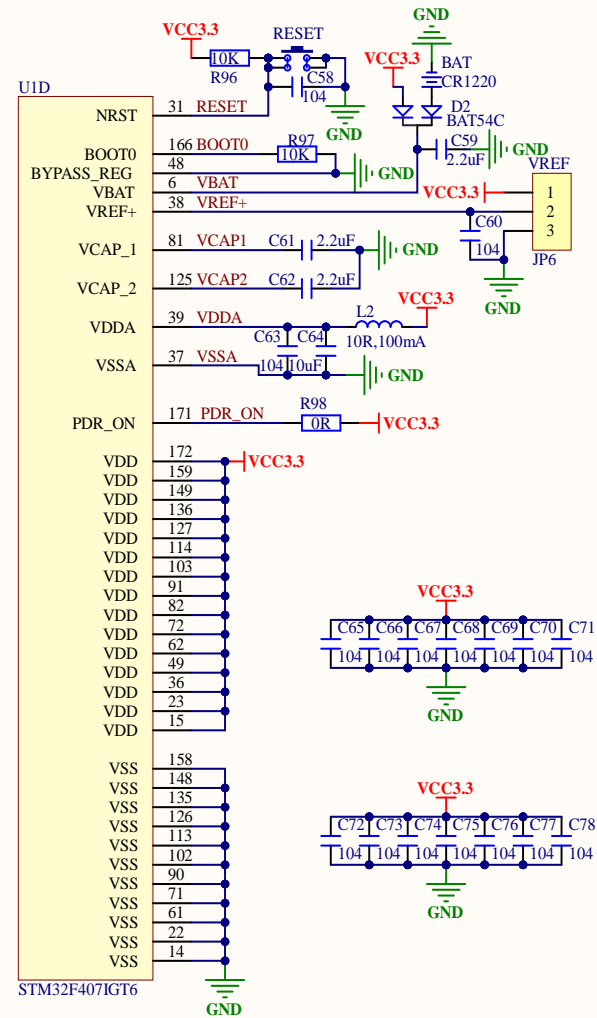 GND
VCC3.3
RESET
VCC3.3
BAT
CR1220
10K
R96
C58
104
GND
D2
BAT54C
C59
2.2uF
GND
U1D
NRST
31
RESET
BOOT0
166
BOOT0
R97
10K
BYPASS_REG
48
GND
VBAT
6
VBAT
VREF+
38
VREF+
VCC3.3
VREF
1
2
3
JP6
C60
104
GND
VCAP_1
81
VCAP1
C61
2.2uF
GND
VCAP_2
125
VCAP2
C62
2.2uF
VDDA
39
VDDA
L2
10R,100mA
VCC3.3
C63
104
C64
10uF
VSSA
37
VSSA
GND
PDR_ON
171
PDR_ON
R98
0R
VCC3.3
VDD 172
VCC3.3
VDD 159
VDD 149
VDD 136
VDD 127
VDD 114
VDD 103
VDD 91
VDD 82
VDD 72
VDD 62
VDD 49
VDD 36
VDD 23
VDD 15
VCC3.3
C65 C66 C67 C68 C69 C70 C71
104 104 104 104 104 104 104
GND
VSS 158
VSS 148
VSS 135
VSS 126
VSS 113
VSS 102
VSS 90
VSS 71
VSS 61
VSS 22
VSS 14
VCC3.3
C72 C73 C74 C75 C76 C77 C78
104 104 104 104 104 104 104
GND
STM32F407IGT6
GND